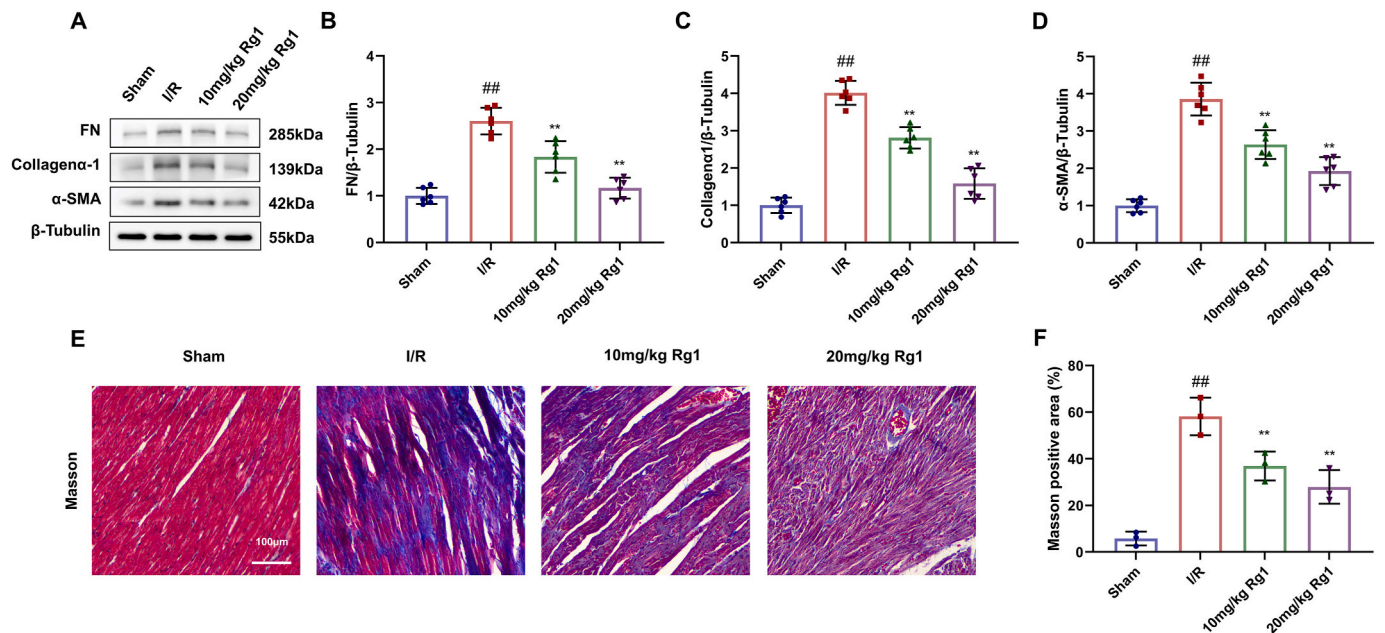 A
Sham
I/R
10mg/kg Rg1
20mg/kg Rg1
FN
285kDa
Collagenα-1
139kDa
α-SMA
42kDa
β-Tubulin
55kDa
B
FN/β-Tubulin
4
3
2
1
0
##
**
**
Sham
I/R
10mg/kg Rg1
20mg/kg Rg1
C
Collagenα1/β-Tubulin
5
4
3
2
1
0
##
**
**
Sham
I/R
10mg/kg Rg1
20mg/kg Rg1
D
α-SMA/β-Tubulin
5
4
3
2
1
0
##
**
**
Sham
I/R
10mg/kg Rg1
20mg/kg Rg1
E
Sham
I/R
10mg/kg Rg1
20mg/kg Rg1
Masson
100μm
F
Masson positive area (%)
80
60
40
20
0
##
**
**
Sham
I/R
10mg/kg Rg1
20mg/kg Rg1